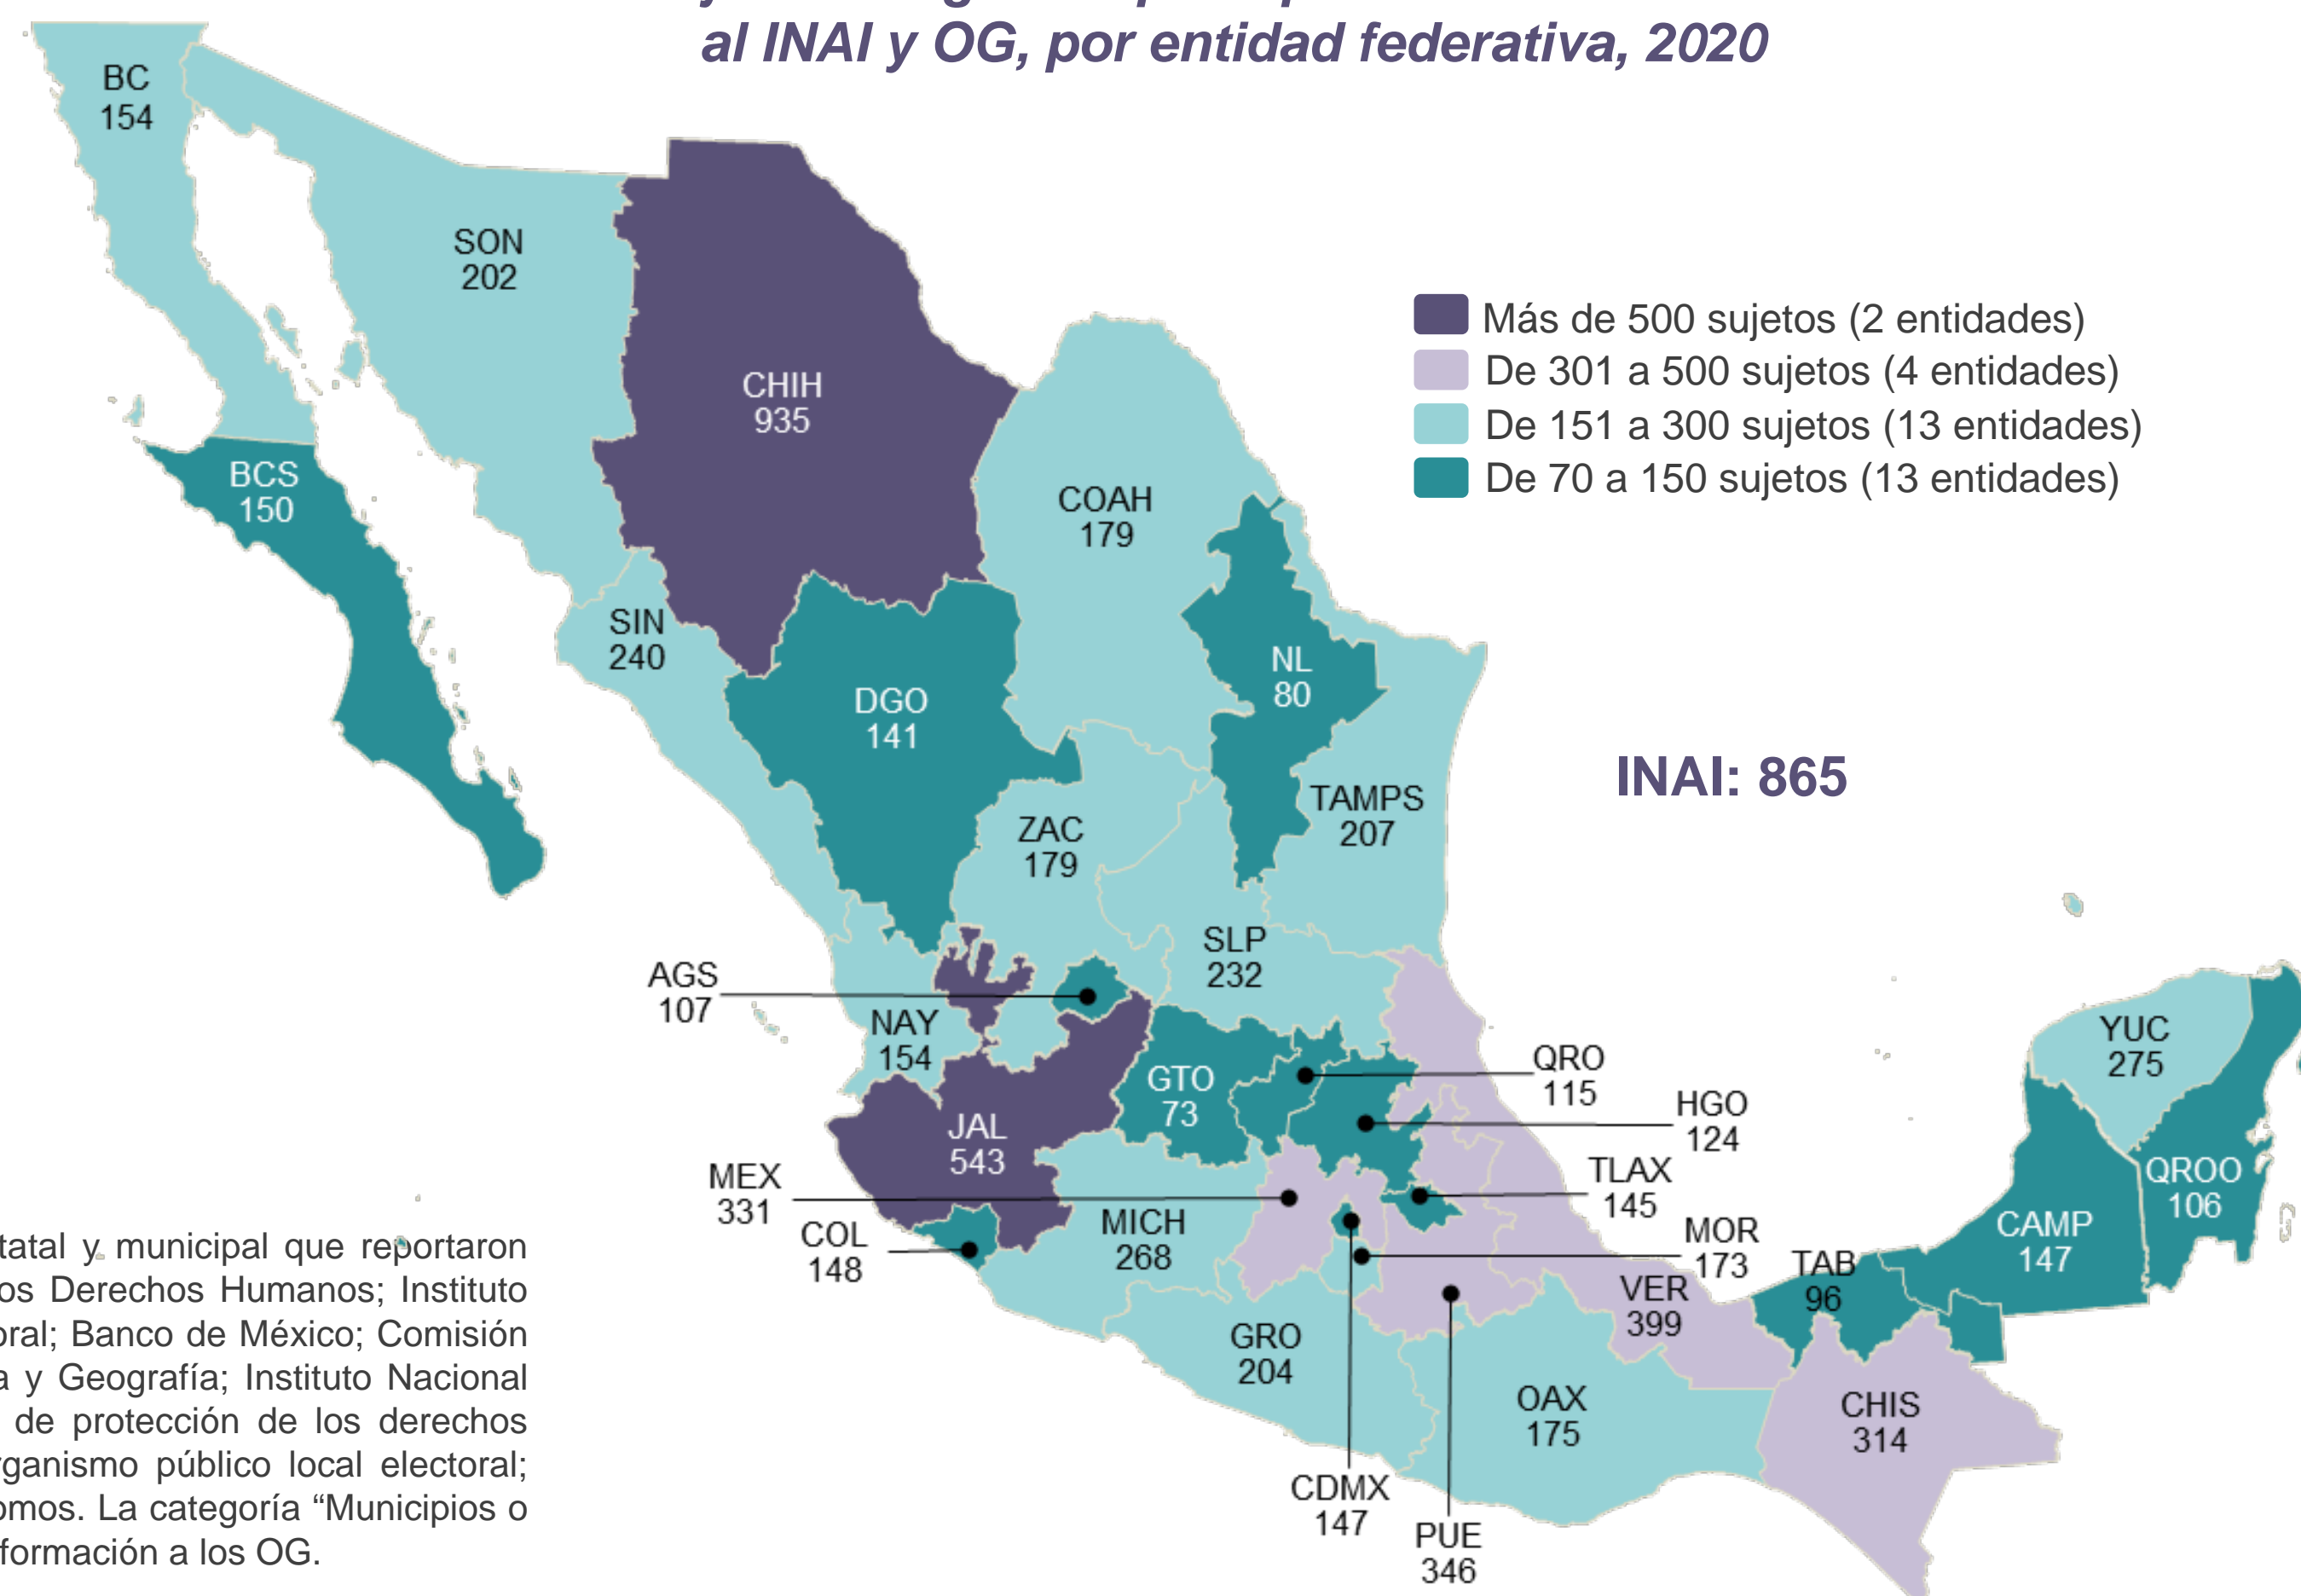 al INAI y OG, por entidad federativa, 2020
BC
154
SON
202
CHIH
935
Más de 500 sujetos (2 entidades)
De 301 a 500 sujetos (4 entidades)
De 151 a 300 sujetos (13 entidades)
De 70 a 150 sujetos (13 entidades)
BCS
150
COAH
179
SIN
240
NL
80
DGO
141
INAI: 865
TAMPS
207
ZAC
179
SLP
232
AGS
107
NAY
154
YUC
275
QRO
115
GTO
73
HGO
124
JAL
543
MEX
331
TLAX
145
QROO
106
COL
148
MICH
268
MOR
173
CAMP
147
TAB
96
VER
399
GRO
204
OAX
175
CHIS
314
CDMX
147
PUE
346
tatal y municipal que reportaron
os Derechos Humanos; Instituto
oral; Banco de México; Comisión
a y Geografía; Instituto Nacional
de protección de los derechos
rganismo público local electoral;
omos. La categoría “Municipios o
formación a los OG.